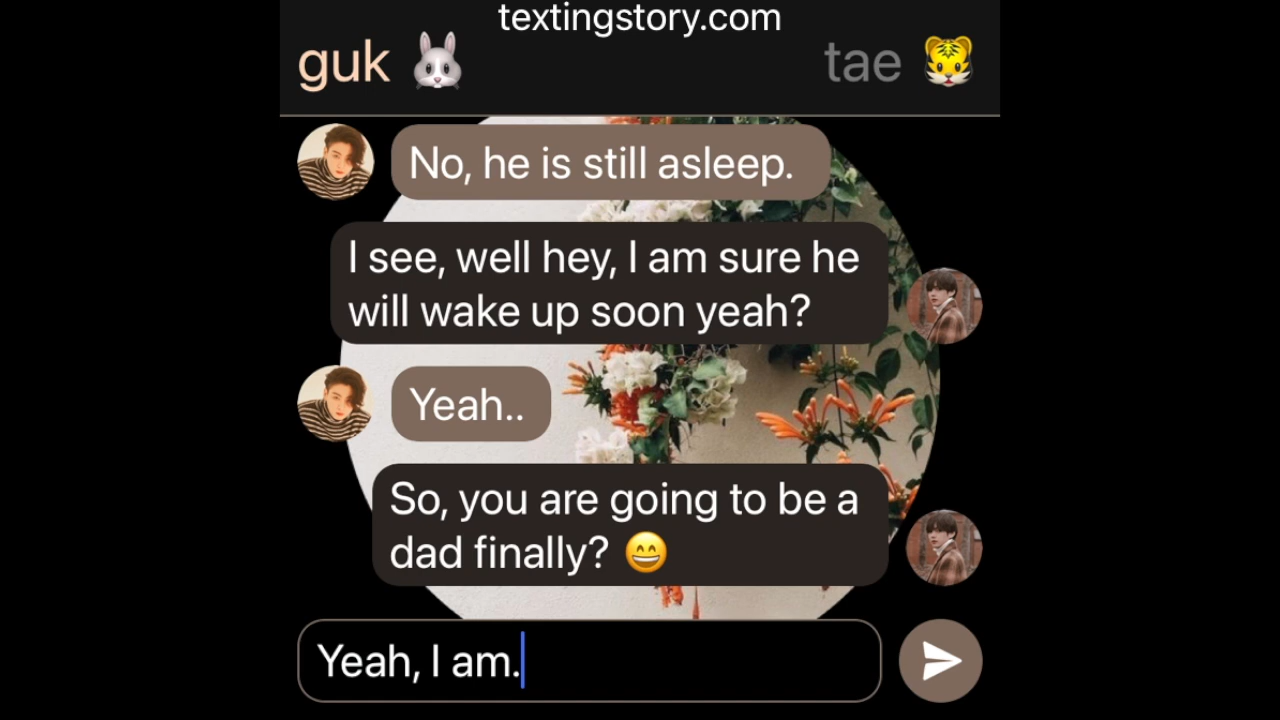 textingstory.com
guk 🐰
tae 🐯
No, he is still asleep.
I see, well hey, I am sure he
will wake up soon yeah?
Yeah..
So, you are going to be a
dad finally? 😄
Yeah, I am.